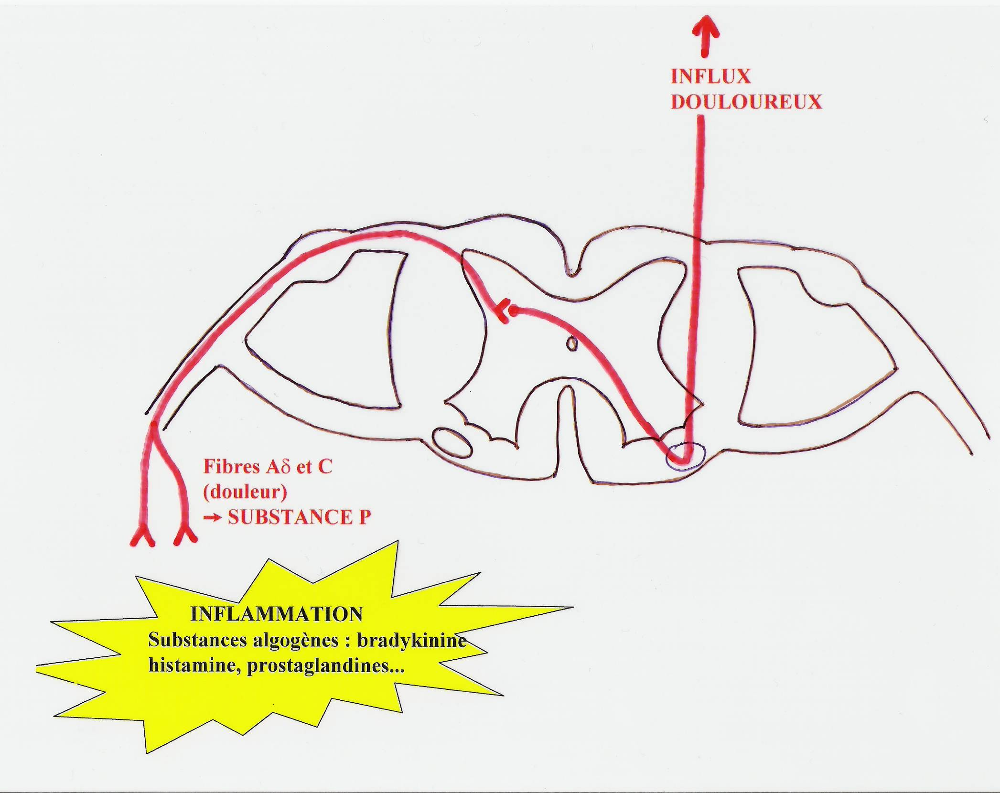 INFLUX
DOULOUREUX
Fibres Aδ et C
(douleur)
→ SUBSTANCE P
INFLAMMATION
Substances algogènes : bradykinine
histamine, prostaglandines...